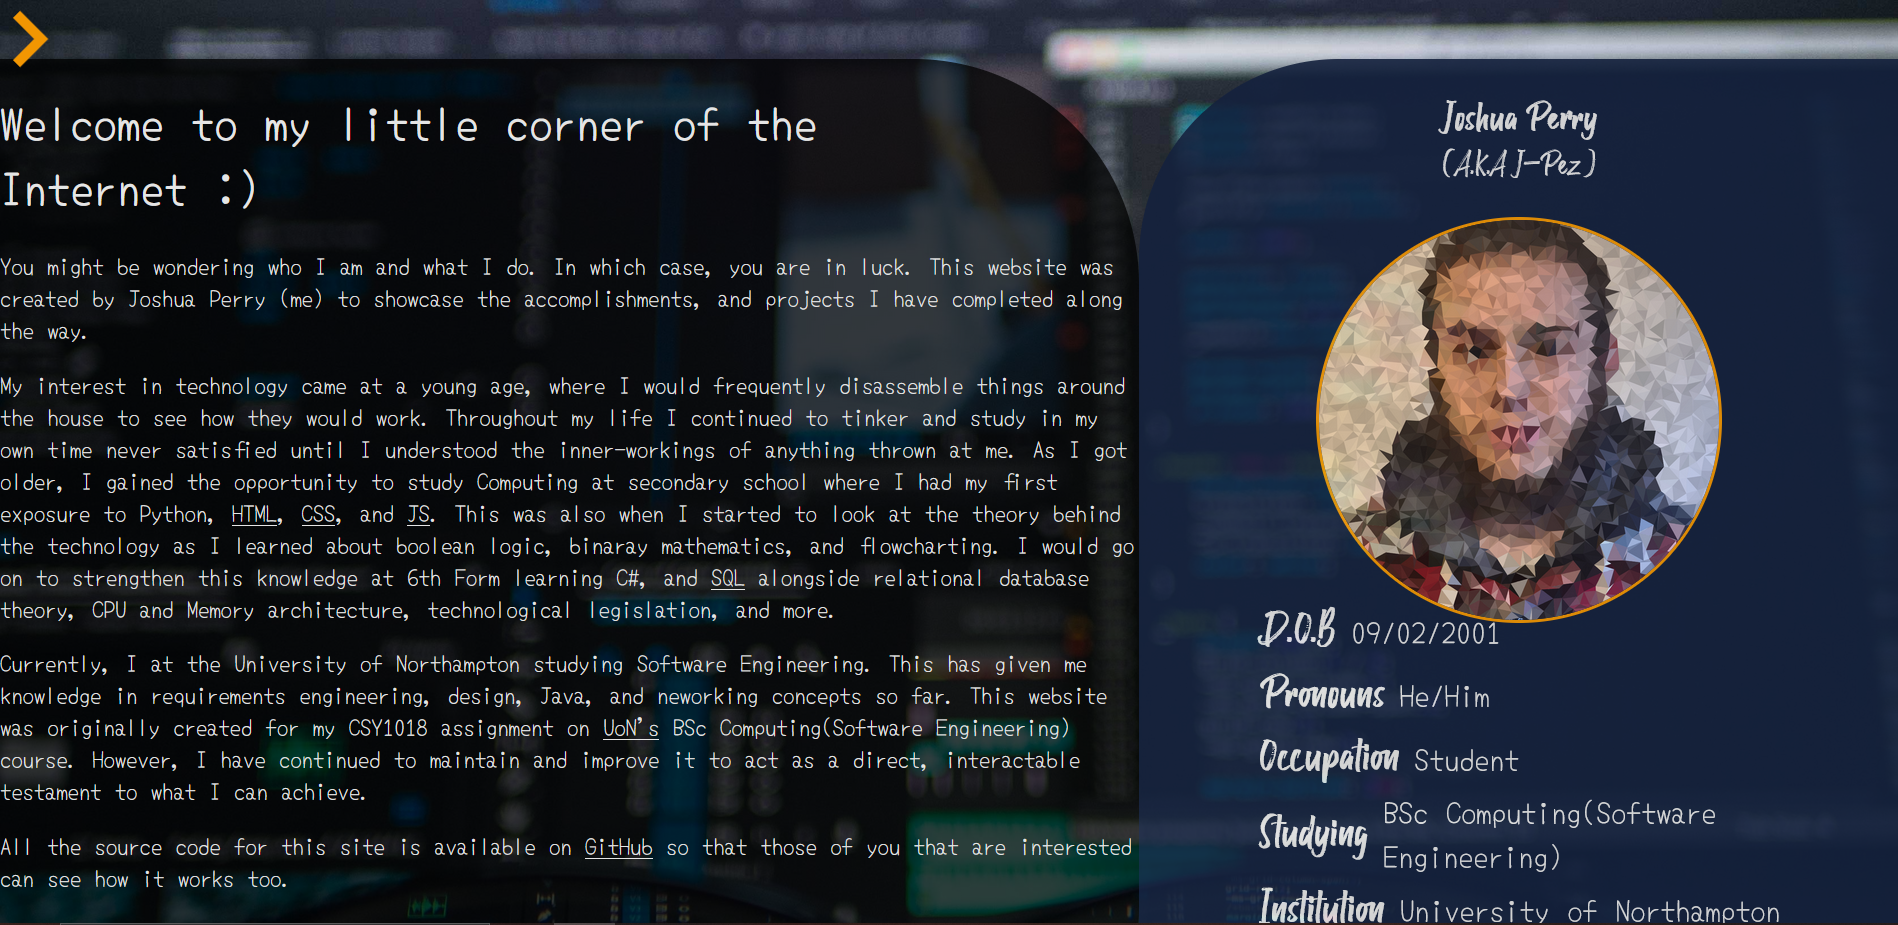 Welcome to my little corner of the
Internet :)
You might be wondering who I am and what I do. In which case, you are in luck. This website was
created by Joshua Perry (me) to showcase the accomplishments, and projects I have completed along
the way.
My interest in technology came at a young age, where I would frequently disassemble things around
the house to see how they would work. Throughout my life I continued to tinker and study in my
own time never satisfied until I understood the inner-workings of anything thrown at me. As I got
older, I gained the opportunity to study Computing at secondary school where I had my first
exposure to Python, HTML, CSS, and JS. This was also when I started to look at the theory behind
the technology as I learned about boolean logic, binaray mathematics, and flowcharting. I would go
on to strengthen this knowledge at 6th Form learning C#, and SQL alongside relational database
theory, CPU and Memory architecture, technological legislation, and more.
Currently, I at the University of Northampton studying Software Engineering. This has given me
knowledge in requirements engineering, design, Java, and neworking concepts so far. This website
was originally created for my CSY1018 assignment on UoN's BSc Computing(Software Engineering)
course. However, I have continued to maintain and improve it to act as a direct, interactable
testament to what I can achieve.
All the source code for this site is available on GitHub so that those of you that are interested
can see how it works too.
Joshua Perry
(A.K.A J-Pez)
D.O.B 09/02/2001
Pronouns He/Him
Occupation Student
Studying BSc Computing(Software
Engineering)
Institution University of Northampton